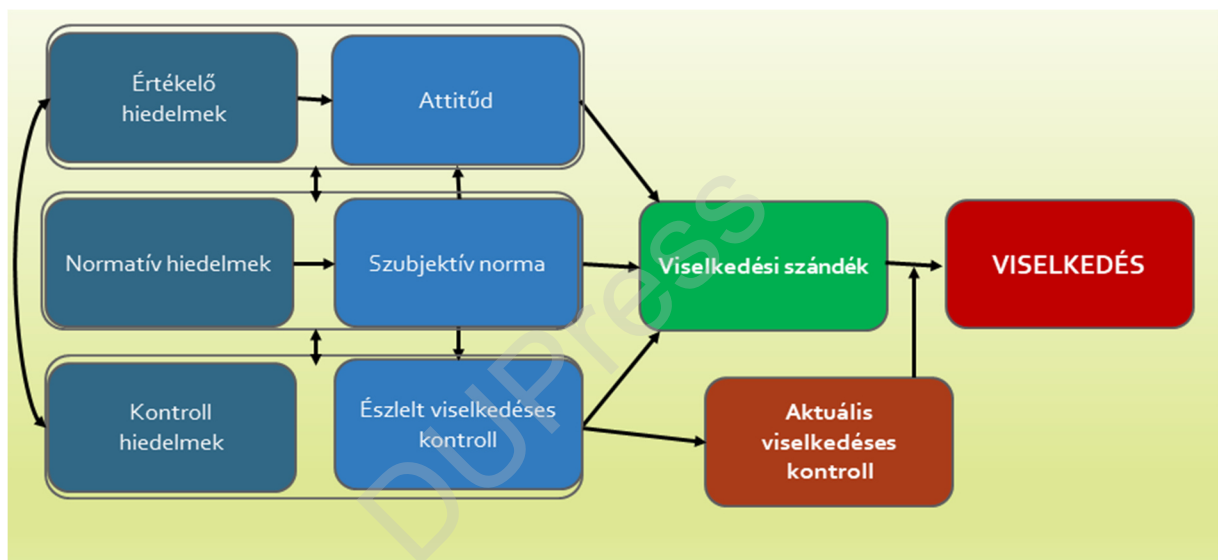 Értékelő
hiedelmek
Attitűd
Normatív hiedelmek
Szubjektív norma
Viselkedési szándék
VISELKEDÉS
Kontroll
hiedelmek
Észlelt viselkedéses
kontroll
Aktuális
viselkedéses
kontroll
DUPress